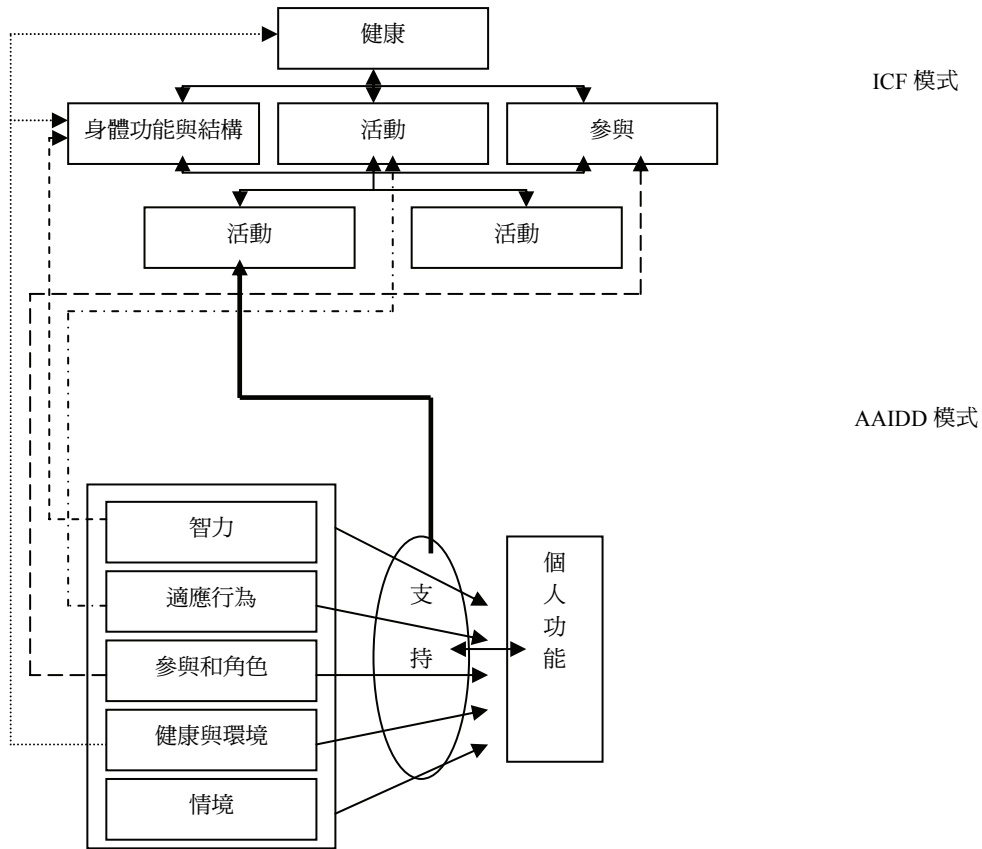 健康
ICF 模式
身體功能與結構
活動
參與
活動
活動
AAIDD 模式
智力
適應行為
參與和角色
健康與環境
情境
支
持
個
人
功
能